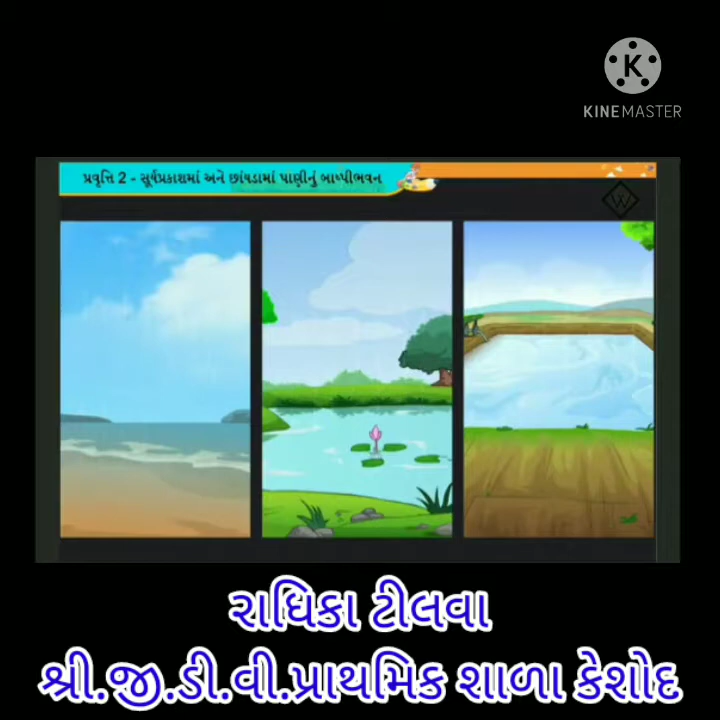 KINEMASTER
પ્રવૃત્તિ 2 - સૂર્યપ્રકાશમાં અને છાંયડામાં પાણીનું બાષ્પીભવન
રાધિકા ટીલવા
શ્રી.જી.ડી.વી.પ્રાથમિક શાળા કેશોદ